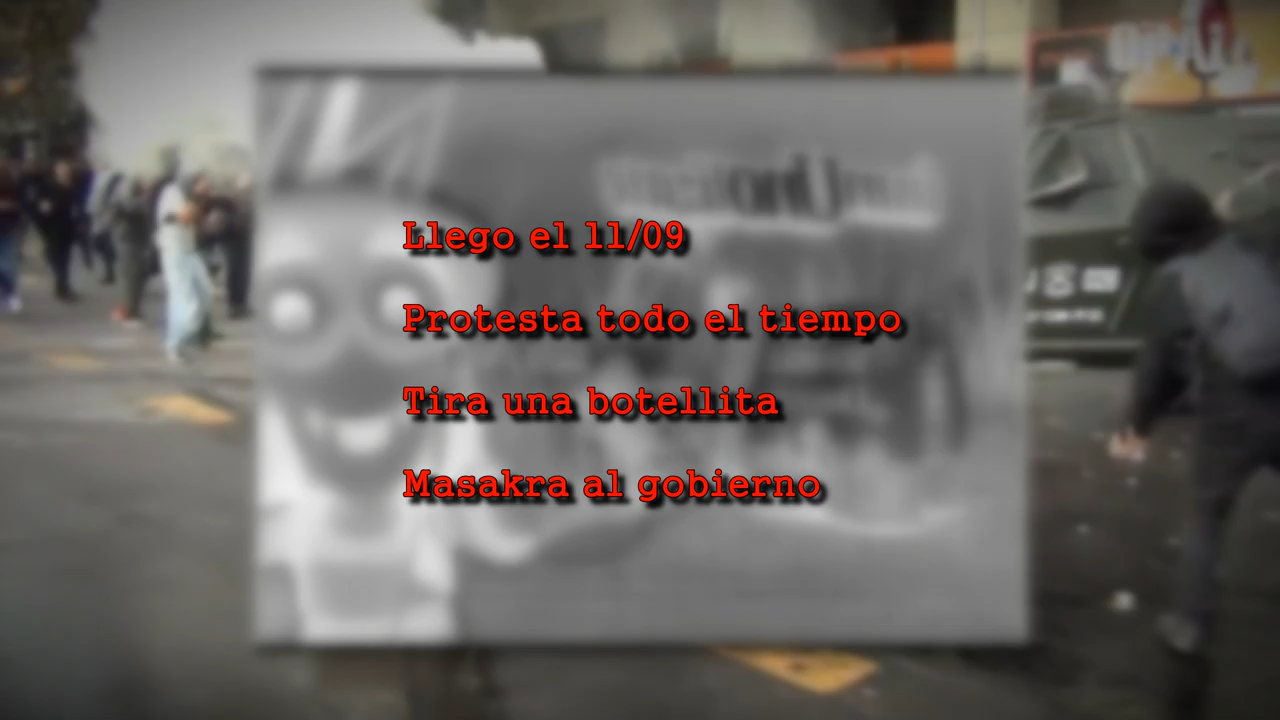 Llego el 11/09
Protesta todo el tiempo
Tira una botellita
Masakra al gobierno